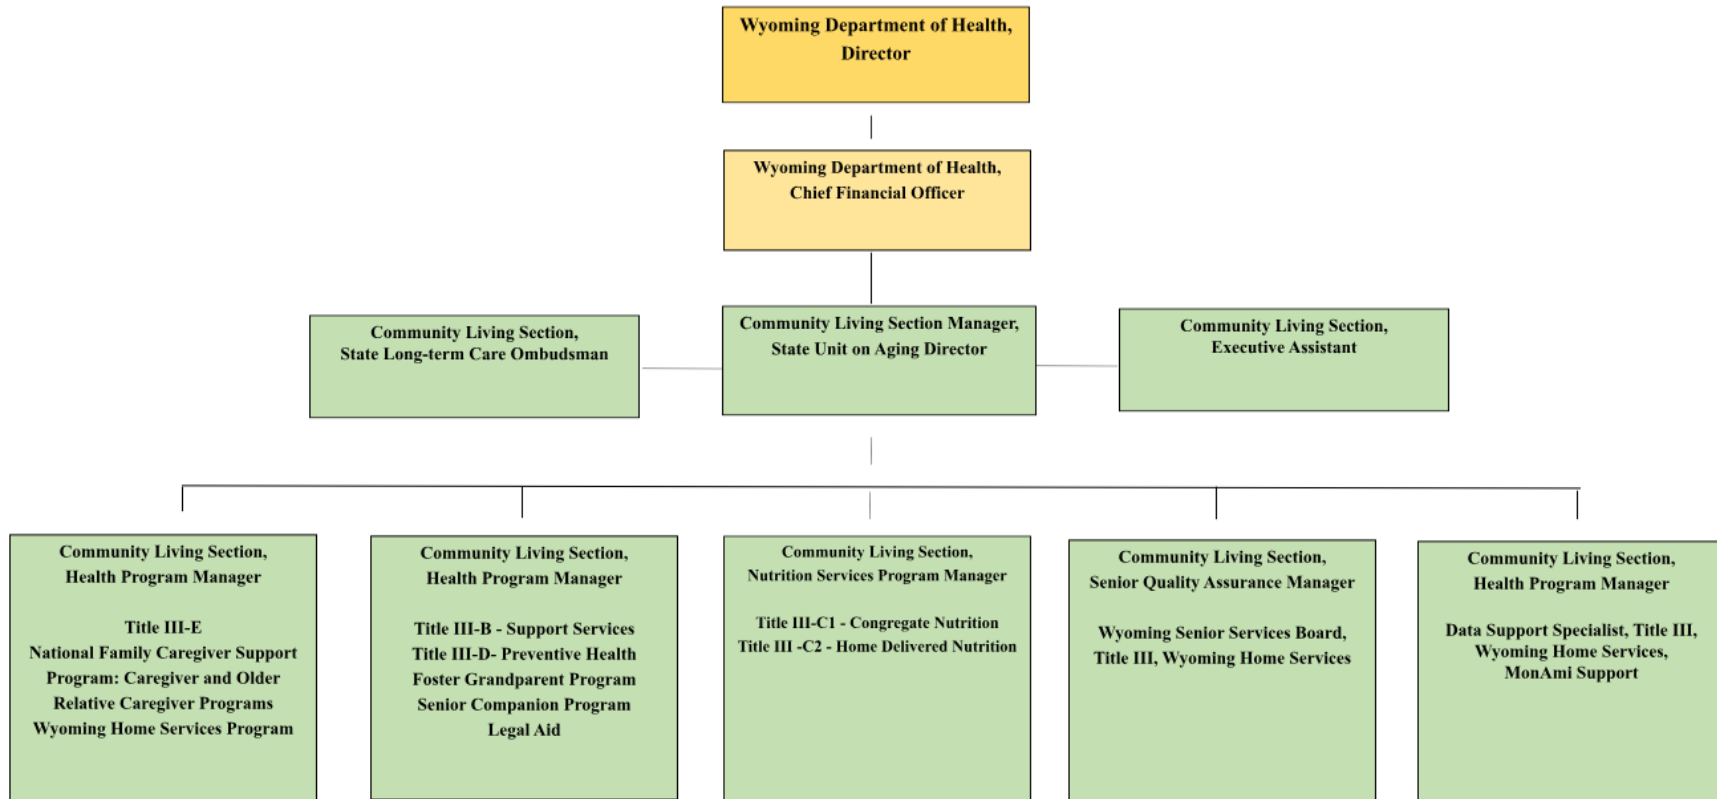 Wyoming Department of Health,
Director
Wyoming Department of Health,
Chief Financial Officer
Community Living Section,
State Long-term Care Ombudsman
Community Living Section Manager,
State Unit on Aging Director
Community Living Section,
Executive Assistant
Community Living Section,
Health Program Manager
Title III-E
National Family Caregiver Support
Program: Caregiver and Older
Relative Caregiver Programs
Wyoming Home Services Program
Community Living Section,
Health Program Manager
Title III-B - Support Services
Title III-D- Preventive Health
Foster Grandparent Program
Senior Companion Program
Legal Aid
Community Living Section,
Nutrition Services Program Manager
Title III-C1 - Congregate Nutrition
Title III -C2 - Home Delivered Nutrition
Community Living Section,
Senior Quality Assurance Manager
Wyoming Senior Services Board,
Title III, Wyoming Home Services
Community Living Section,
Health Program Manager
Data Support Specialist, Title III,
Wyoming Home Services,
MonAmi Support